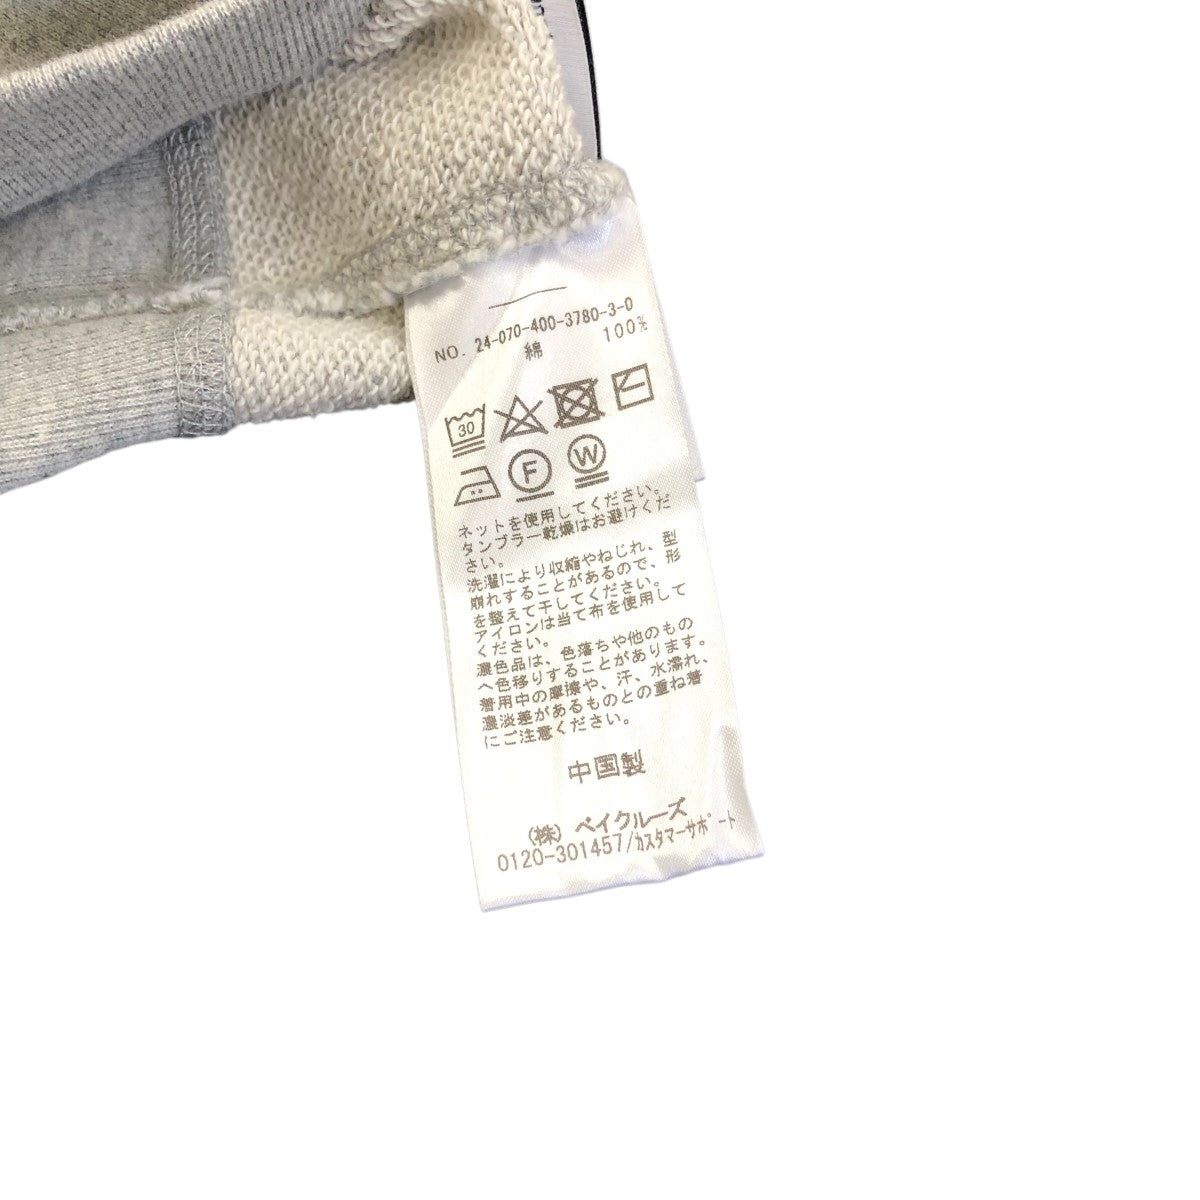 NO. 24-070-400-3780-3-0
綿 100%
30
F W
ネットを使用してください。
タンブラー乾燥はお避けくだ
さい。
洗濯により収縮やねじれ、型
崩れすることがあるので、形
を整えて干してください。
アイロンは当て布を使用して
ください。
濃色品は、色落ちや他のもの
へ色移りすることがあります。
着用中の摩擦や、汗、水濡れ、
濃淡差があるものとの重ね着
にご注意ください。
中国製
(株) ベイクルーズ
0120-301457/カスタマーサポート